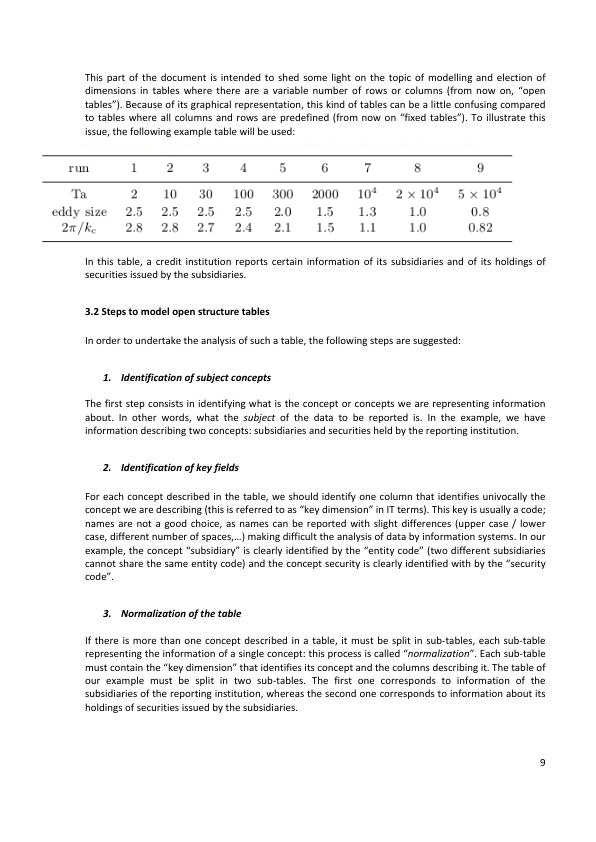 This part of the document is intended to shed some light on the topic of modelling and election of
dimensions in tables where there are a variable number of rows or columns (from now on, “open
tables”). Because of its graphical representation, this kind of tables can be a little confusing compared
to tables where all columns and rows are predefined (from now on “fixed tables”). To illustrate this
issue, the following example table will be used:
run 1 2 3 4 5 6 7 8 9
Ta 2 10 30 100 300 2000 10⁴ 2 × 10⁴ 5 × 10⁴
eddy size 2.5 2.5 2.5 2.5 2.0 1.5 1.3 1.0 0.8
2π/k_c 2.8 2.8 2.7 2.4 2.1 1.5 1.1 1.0 0.82
In this table, a credit institution reports certain information of its subsidiaries and of its holdings of
securities issued by the subsidiaries.
3.2 Steps to model open structure tables
In order to undertake the analysis of such a table, the following steps are suggested:
1. Identification of subject concepts
The first step consists in identifying what is the concept or concepts we are representing information
about. In other words, what the subject of the data to be reported is. In the example, we have
information describing two concepts: subsidiaries and securities held by the reporting institution.
2. Identification of key fields
For each concept described in the table, we should identify one column that identifies univocally the
concept we are describing (this is referred to as “key dimension” in IT terms). This key is usually a code;
names are not a good choice, as names can be reported with slight differences (upper case / lower
case, different number of spaces,…) making difficult the analysis of data by information systems. In our
example, the concept “subsidiary” is clearly identified by the “entity code” (two different subsidiaries
cannot share the same entity code) and the concept security is clearly identified with by the “security
code”.
3. Normalization of the table
If there is more than one concept described in a table, it must be split in sub-tables, each sub-table
representing the information of a single concept: this process is called “normalization”. Each sub-table
must contain the “key dimension” that identifies its concept and the columns describing it. The table of
our example must be split in two sub-tables. The first one corresponds to information of the
subsidiaries of the reporting institution, whereas the second one corresponds to information about its
holdings of securities issued by the subsidiaries.
9